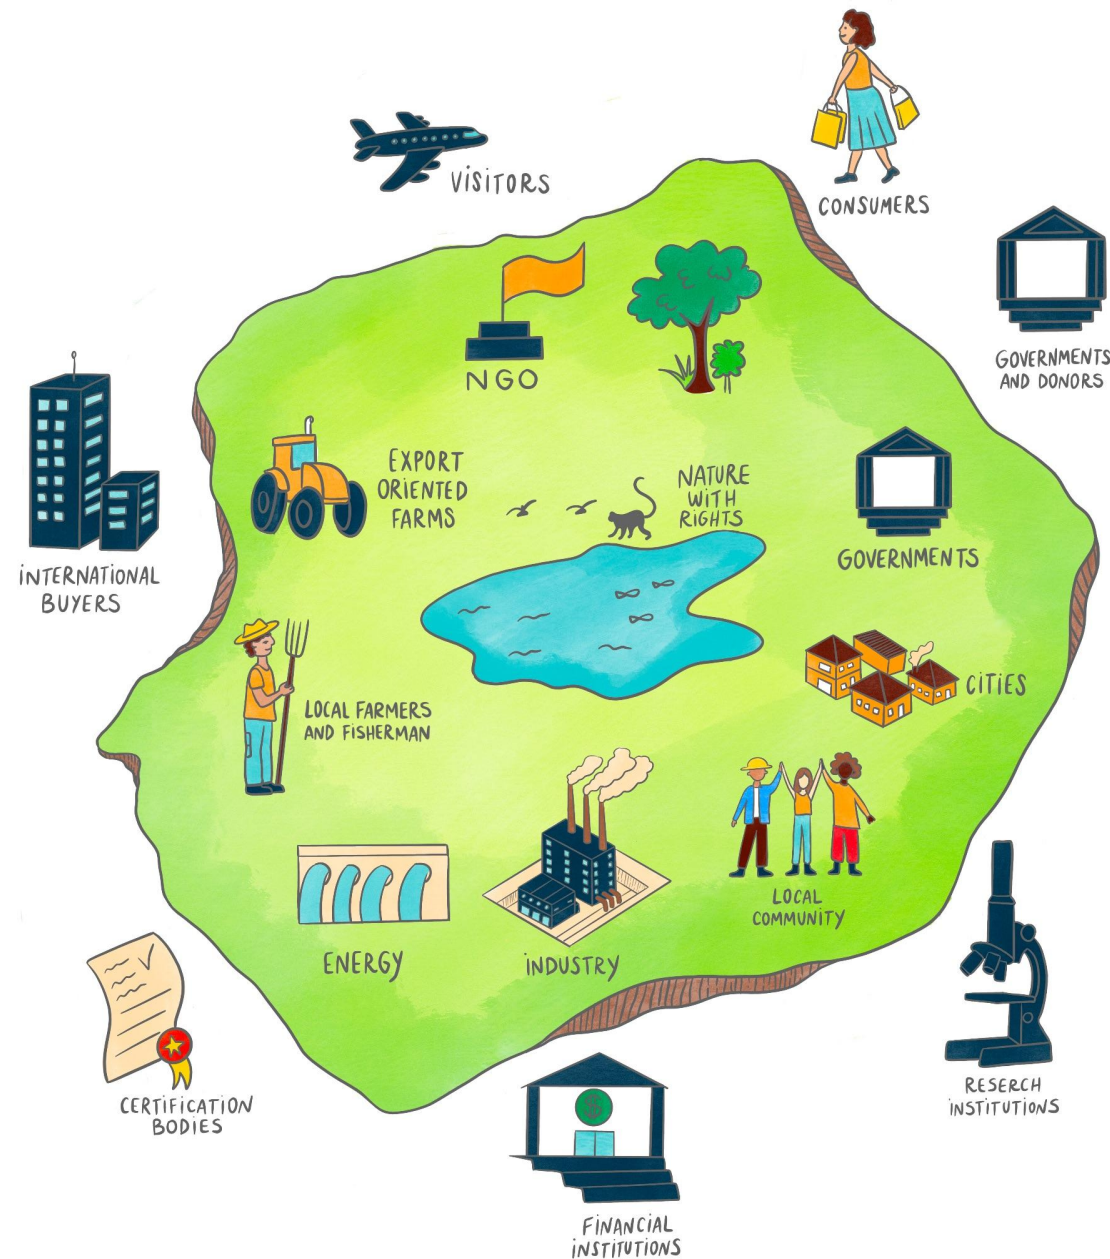 VISITORS
CONSUMERS
GOVERNMENTS
AND DONORS
NGO
INTERNATIONAL
BUYERS
EXPORT
ORIENTED
FARMS
NATURE
WITH
RIGHTS
GOVERNMENTS
LOCAL FARMERS
AND FISHERMAN
CITIES
LOCAL
COMMUNITY
ENERGY
INDUSTRY
CERTIFICATION
BODIES
RESERCH
INSTITUTIONS
$
FINANCIAL
INSTITUTIONS